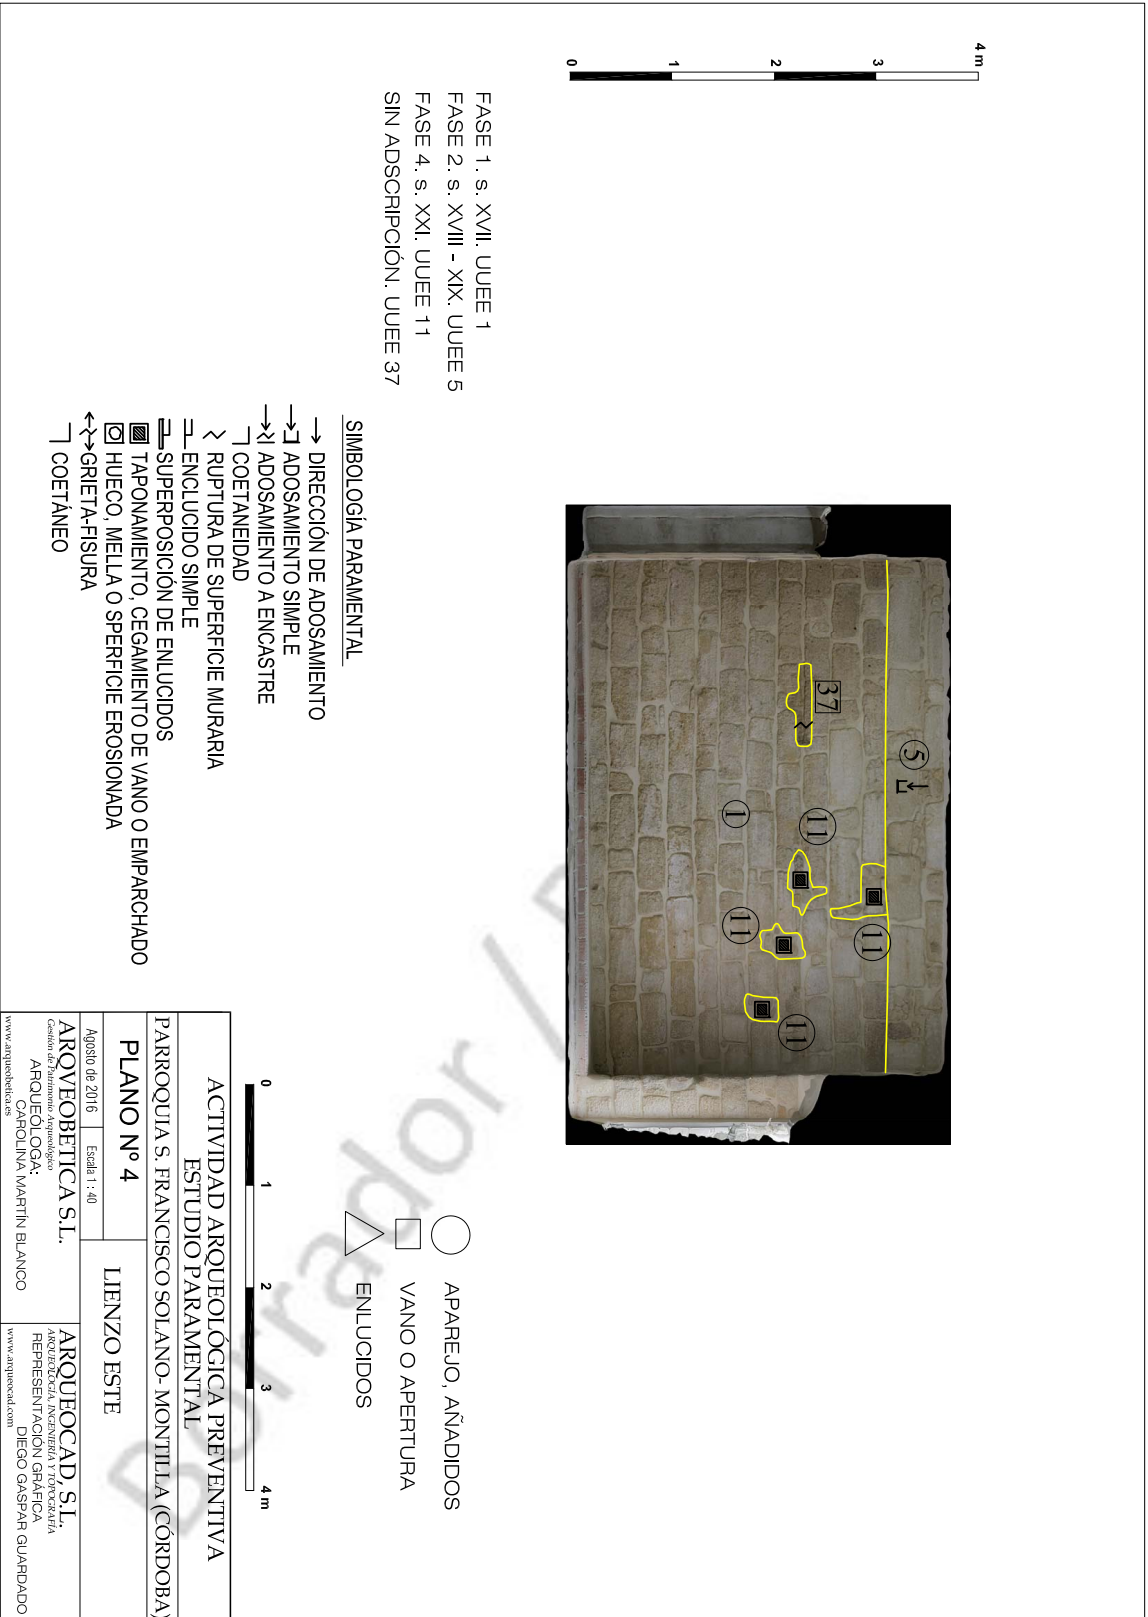 0 1 2 3 4 m
37
5
11
1
11
11
11
FASE 1. s. XVII. UUEE 1
FASE 2. s. XVIII - XIX. UUEE 5
FASE 4. s. XXI. UUEE 11
SIN ADSCRIPCIÓN. UUEE 37
SIMBOLOGÍA PARAMENTAL
DIRECCIÓN DE ADOSAMIENTO
ADOSAMIENTO SIMPLE
ADOSAMIENTO A ENCASTRE
COETANEIDAD
RUPTURA DE SUPERFICIE MURARIA
ENCLUCIDO SIMPLE
SUPERPOSICIÓN DE ENLUCIDOS
TAPONAMIENTO, CEGAMIENTO DE VANO O EMPARCHADO
HUECO, MELLA O SPERFICIE EROSIONADA
GRIETA-FISURA
COETÁNEO
APAREJO, AÑADIDOS
VANO O APERTURA
ENLUCIDOS
0 1 2 3 4 m
ACTIVIDAD ARQUEOLÓGICA PREVENTIVA
ESTUDIO PARAMENTAL
PARROQUIA S. FRANCISCO SOLANO- MONTILLA (CÓRDOBA)
PLANO Nº 4
LIENZO ESTE
Agosto de 2016
Escala 1 : 40
ARQVEOBETICA S.L.
Gestión de Patrimonio Arqueológico
ARQUEÓLOGA:
CAROLINA MARTÍN BLANCO
www.arqueobetica.es
ARQUEOCAD, S.L.
ARQUEOLOGÍA, INGENIERÍA Y TOPOGRAFÍA
REPRESENTACIÓN GRÁFICA
DIEGO GASPAR GUARDADO
www.arqueocad.com
Borrador /